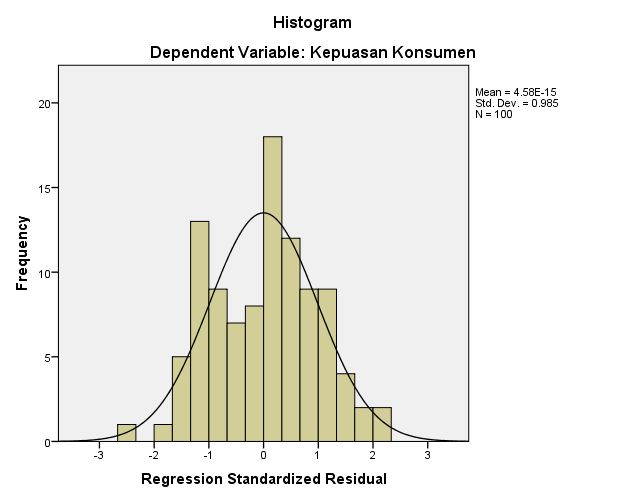 Histogram
Dependent Variable: Kepuasan Konsumen
Mean = 4.58E-15
Std. Dev. = 0.985
N = 100
Frequency
20
15
10
5
0
-3 -2 -1 0 1 2 3
Regression Standardized Residual